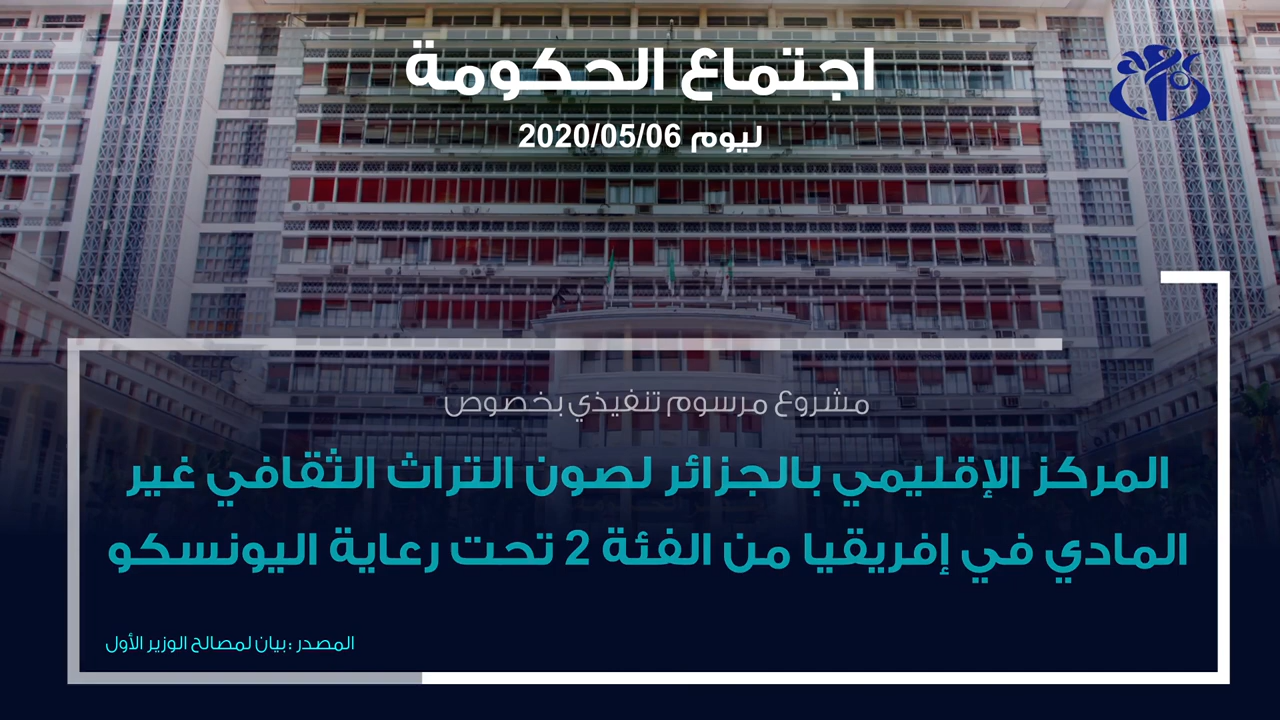 اجتماع الحكومة
ليوم 2020/05/06
مشروع مرسوم تنفيذي بخصوص
المركز الإقليمي بالجزائر لصون التراث الثقافي غير
المادي في إفريقيا من الفئة 2 تحت رعاية اليونسكو
المصدر : بيان لمصالح الوزير الأول